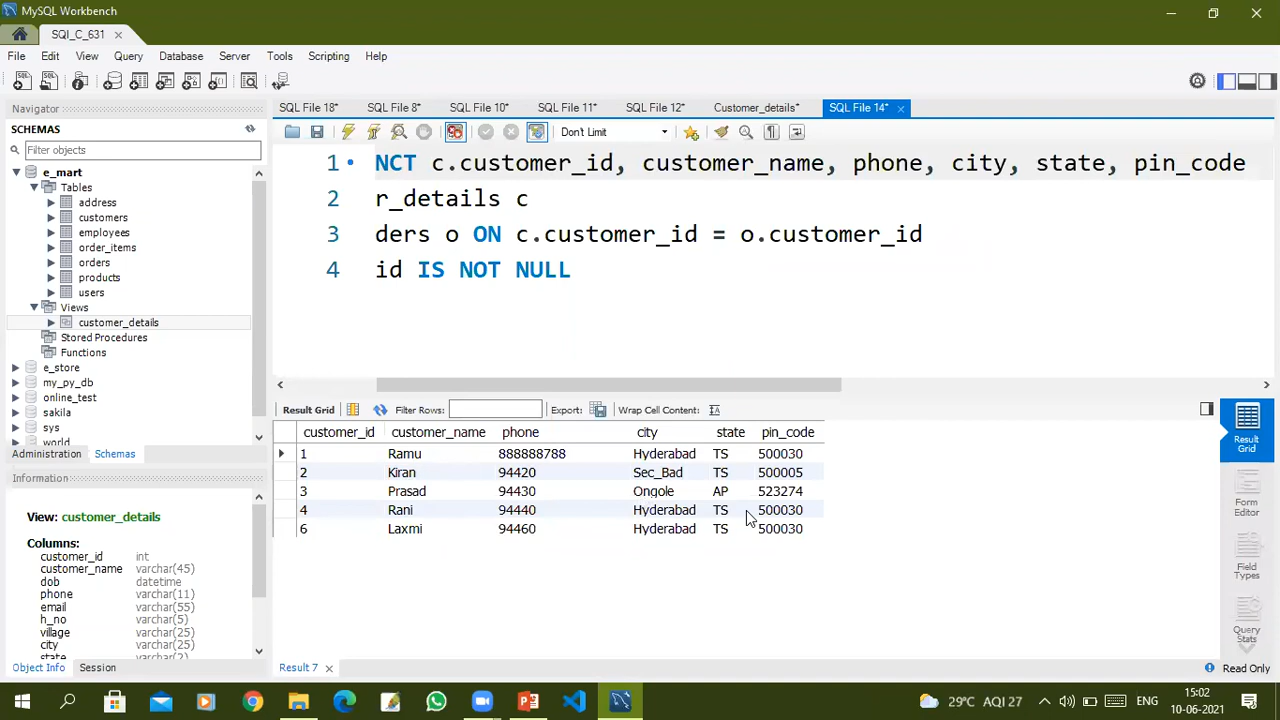 MySQL Workbench
SQl_C_631
File Edit View Query Database Server Tools Scripting Help
Navigator
SCHEMAS
Filter objects
e_mart
Tables
address
customers
employees
order_items
orders
products
users
Views
customer_details
Stored Procedures
Functions
e_store
my_py_db
online_test
sakila
sys
world
Administration Schemas
Information
View: customer_details
Columns:
customer_id int
customer_name varchar(45)
dob datetime
phone varchar(11)
email varchar(55)
h_no varchar(5)
village varchar(25)
city varchar(25)
state varchar(2)
Object Info Session
SQL File 18* SQL File 8* SQL File 10* SQL File 11* SQL File 12* Customer_details* SQL File 14*
Don't Limit
1 NCT c.customer_id, customer_name, phone, city, state, pin_code
2 r_details c
3 ders o ON c.customer_id = o.customer_id
4 id IS NOT NULL
Result Grid Filter Rows: Export: Wrap Cell Content:
customer_id customer_name phone city state pin_code
1 Ramu 888886788 Hyderabad TS 500030
2 Kiran 94420 Sec_Bad TS 500005
3 Prasad 94430 Ongole AP 523274
4 Rani 94440 Hyderabad TS 500030
6 Laxmi 94460 Hyderabad TS 500030
Result Grid
Form Editor
Field Types
Query Stats
Result 7
Read Only
29°C AQI 27
ENG
15:02
10-06-2021